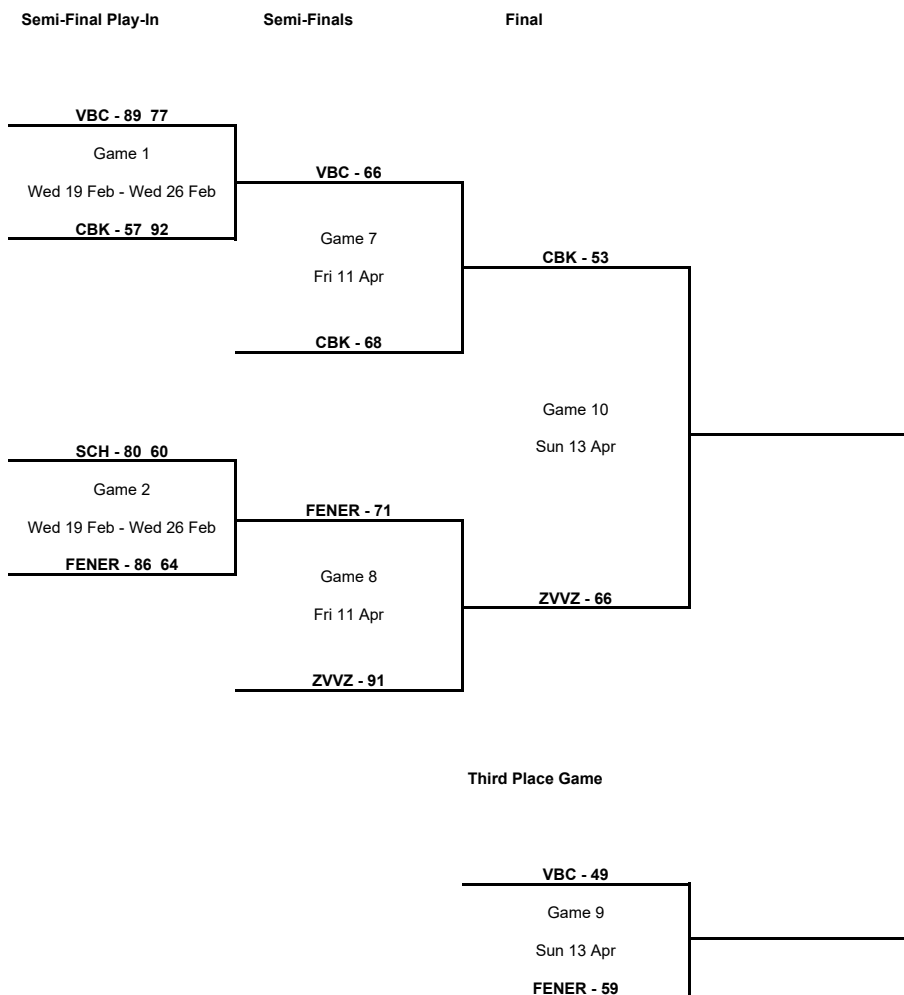 Semi-Final Play-In
Semi-Finals
Final
VBC - 89  77
Game 1
Wed 19 Feb - Wed 26 Feb
CBK - 57  92
VBC - 66
Game 7
Fri 11 Apr
CBK - 68
CBK - 53
Game 10
Sun 13 Apr
ZVVZ - 66
SCH - 80  60
Game 2
Wed 19 Feb - Wed 26 Feb
FENER - 86  64
FENER - 71
Game 8
Fri 11 Apr
ZVVZ - 91
Third Place Game
VBC - 49
Game 9
Sun 13 Apr
FENER - 59